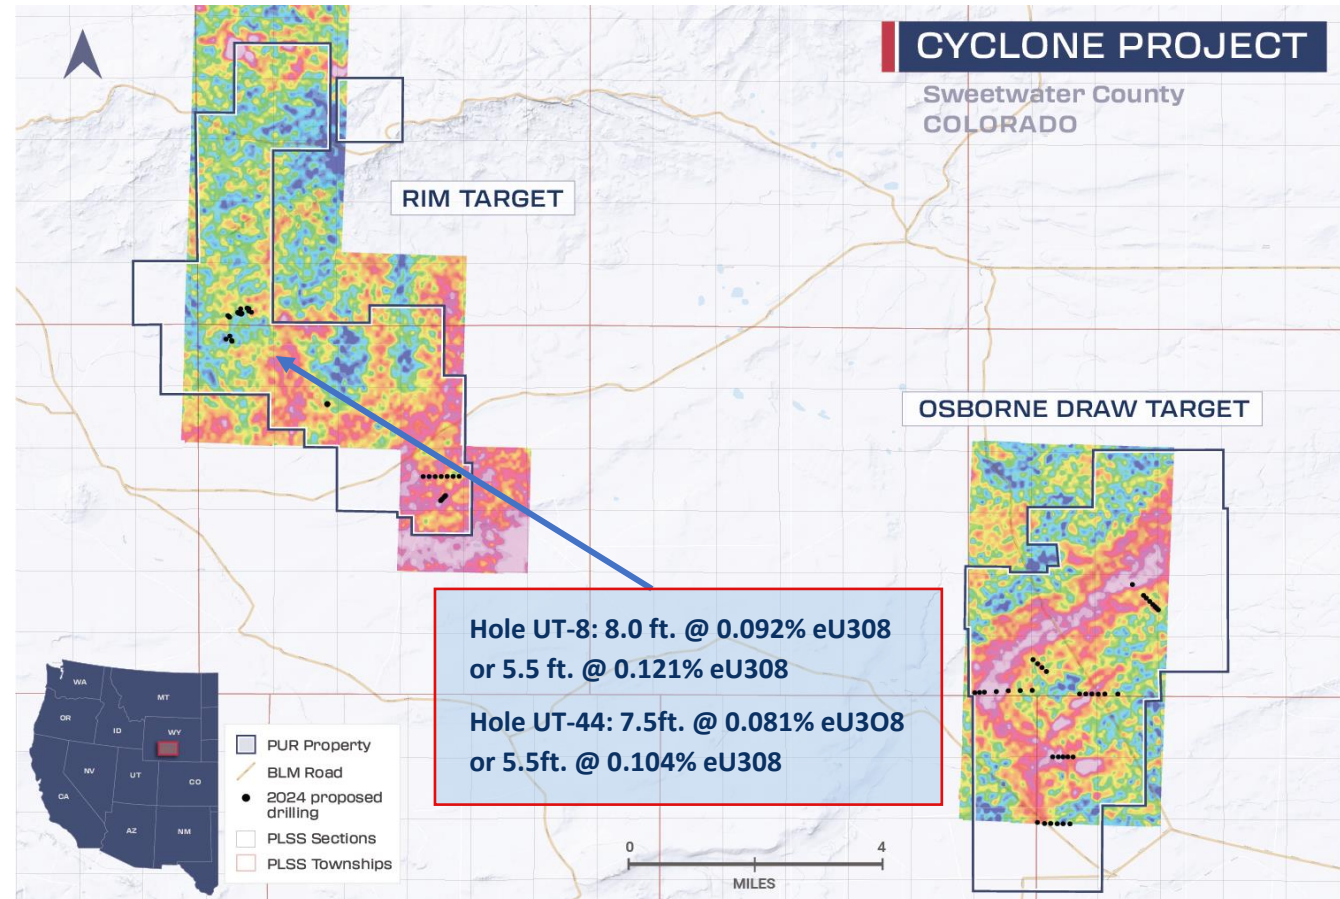 CYCLONE PROJECT
Sweetwater County
COLORADO
RIM TARGET
OSBORNE DRAW TARGET
Hole UT-8: 8.0 ft. @ 0.092% eU308
or 5.5 ft. @ 0.121% eU308
Hole UT-44: 7.5ft. @ 0.081% eU3O8
or 5.5ft. @ 0.104% eU308
WA
MT
OR
ID
WY
NV
UT
CO
CA
AZ
NM
PUR Property
BLM Road
2024 proposed
drilling
PLSS Sections
PLSS Townships
0
4
MILES